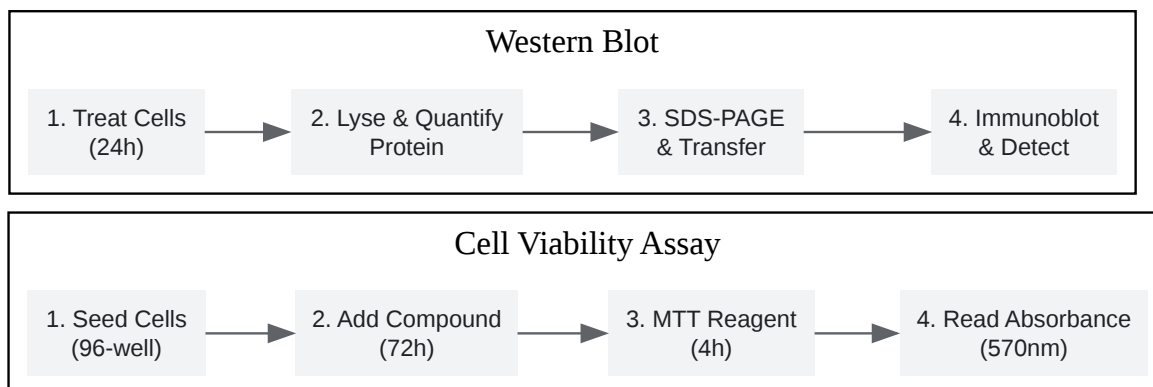 Western Blot
1. Treat Cells
(24h)
2. Lyse & Quantify
Protein
3. SDS-PAGE
& Transfer
4. Immunoblot
& Detect
Cell Viability Assay
1. Seed Cells
(96-well)
2. Add Compound
(72h)
3. MTT Reagent
(4h)
4. Read Absorbance
(570nm)